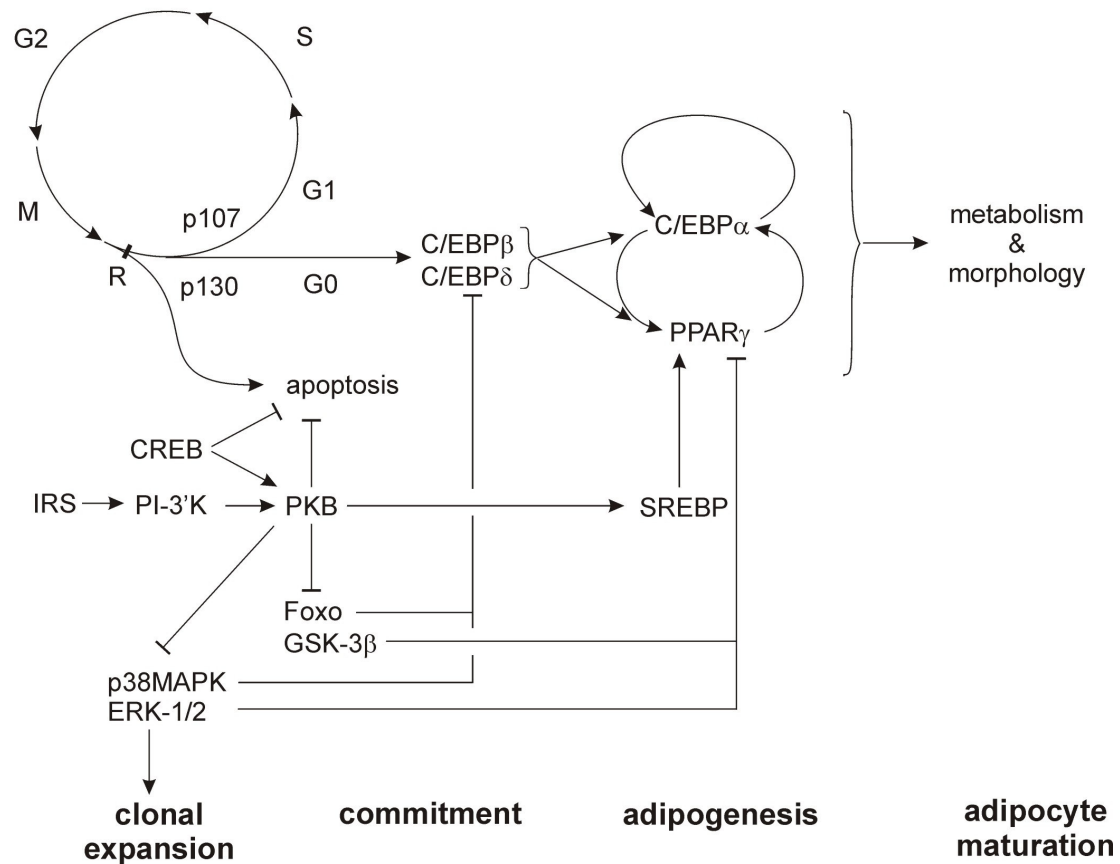 G2
S
M
G1
p107
R
p130
G0
C/EBPβ
C/EBPδ
C/EBPα
PPARγ
metabolism
&
morphology
apoptosis
CREB
IRS
PI-3'K
PKB
SREBP
Foxo
GSK-3β
p38MAPK
ERK-1/2
clonal
expansion
commitment
adipogenesis
adipocyte
maturation